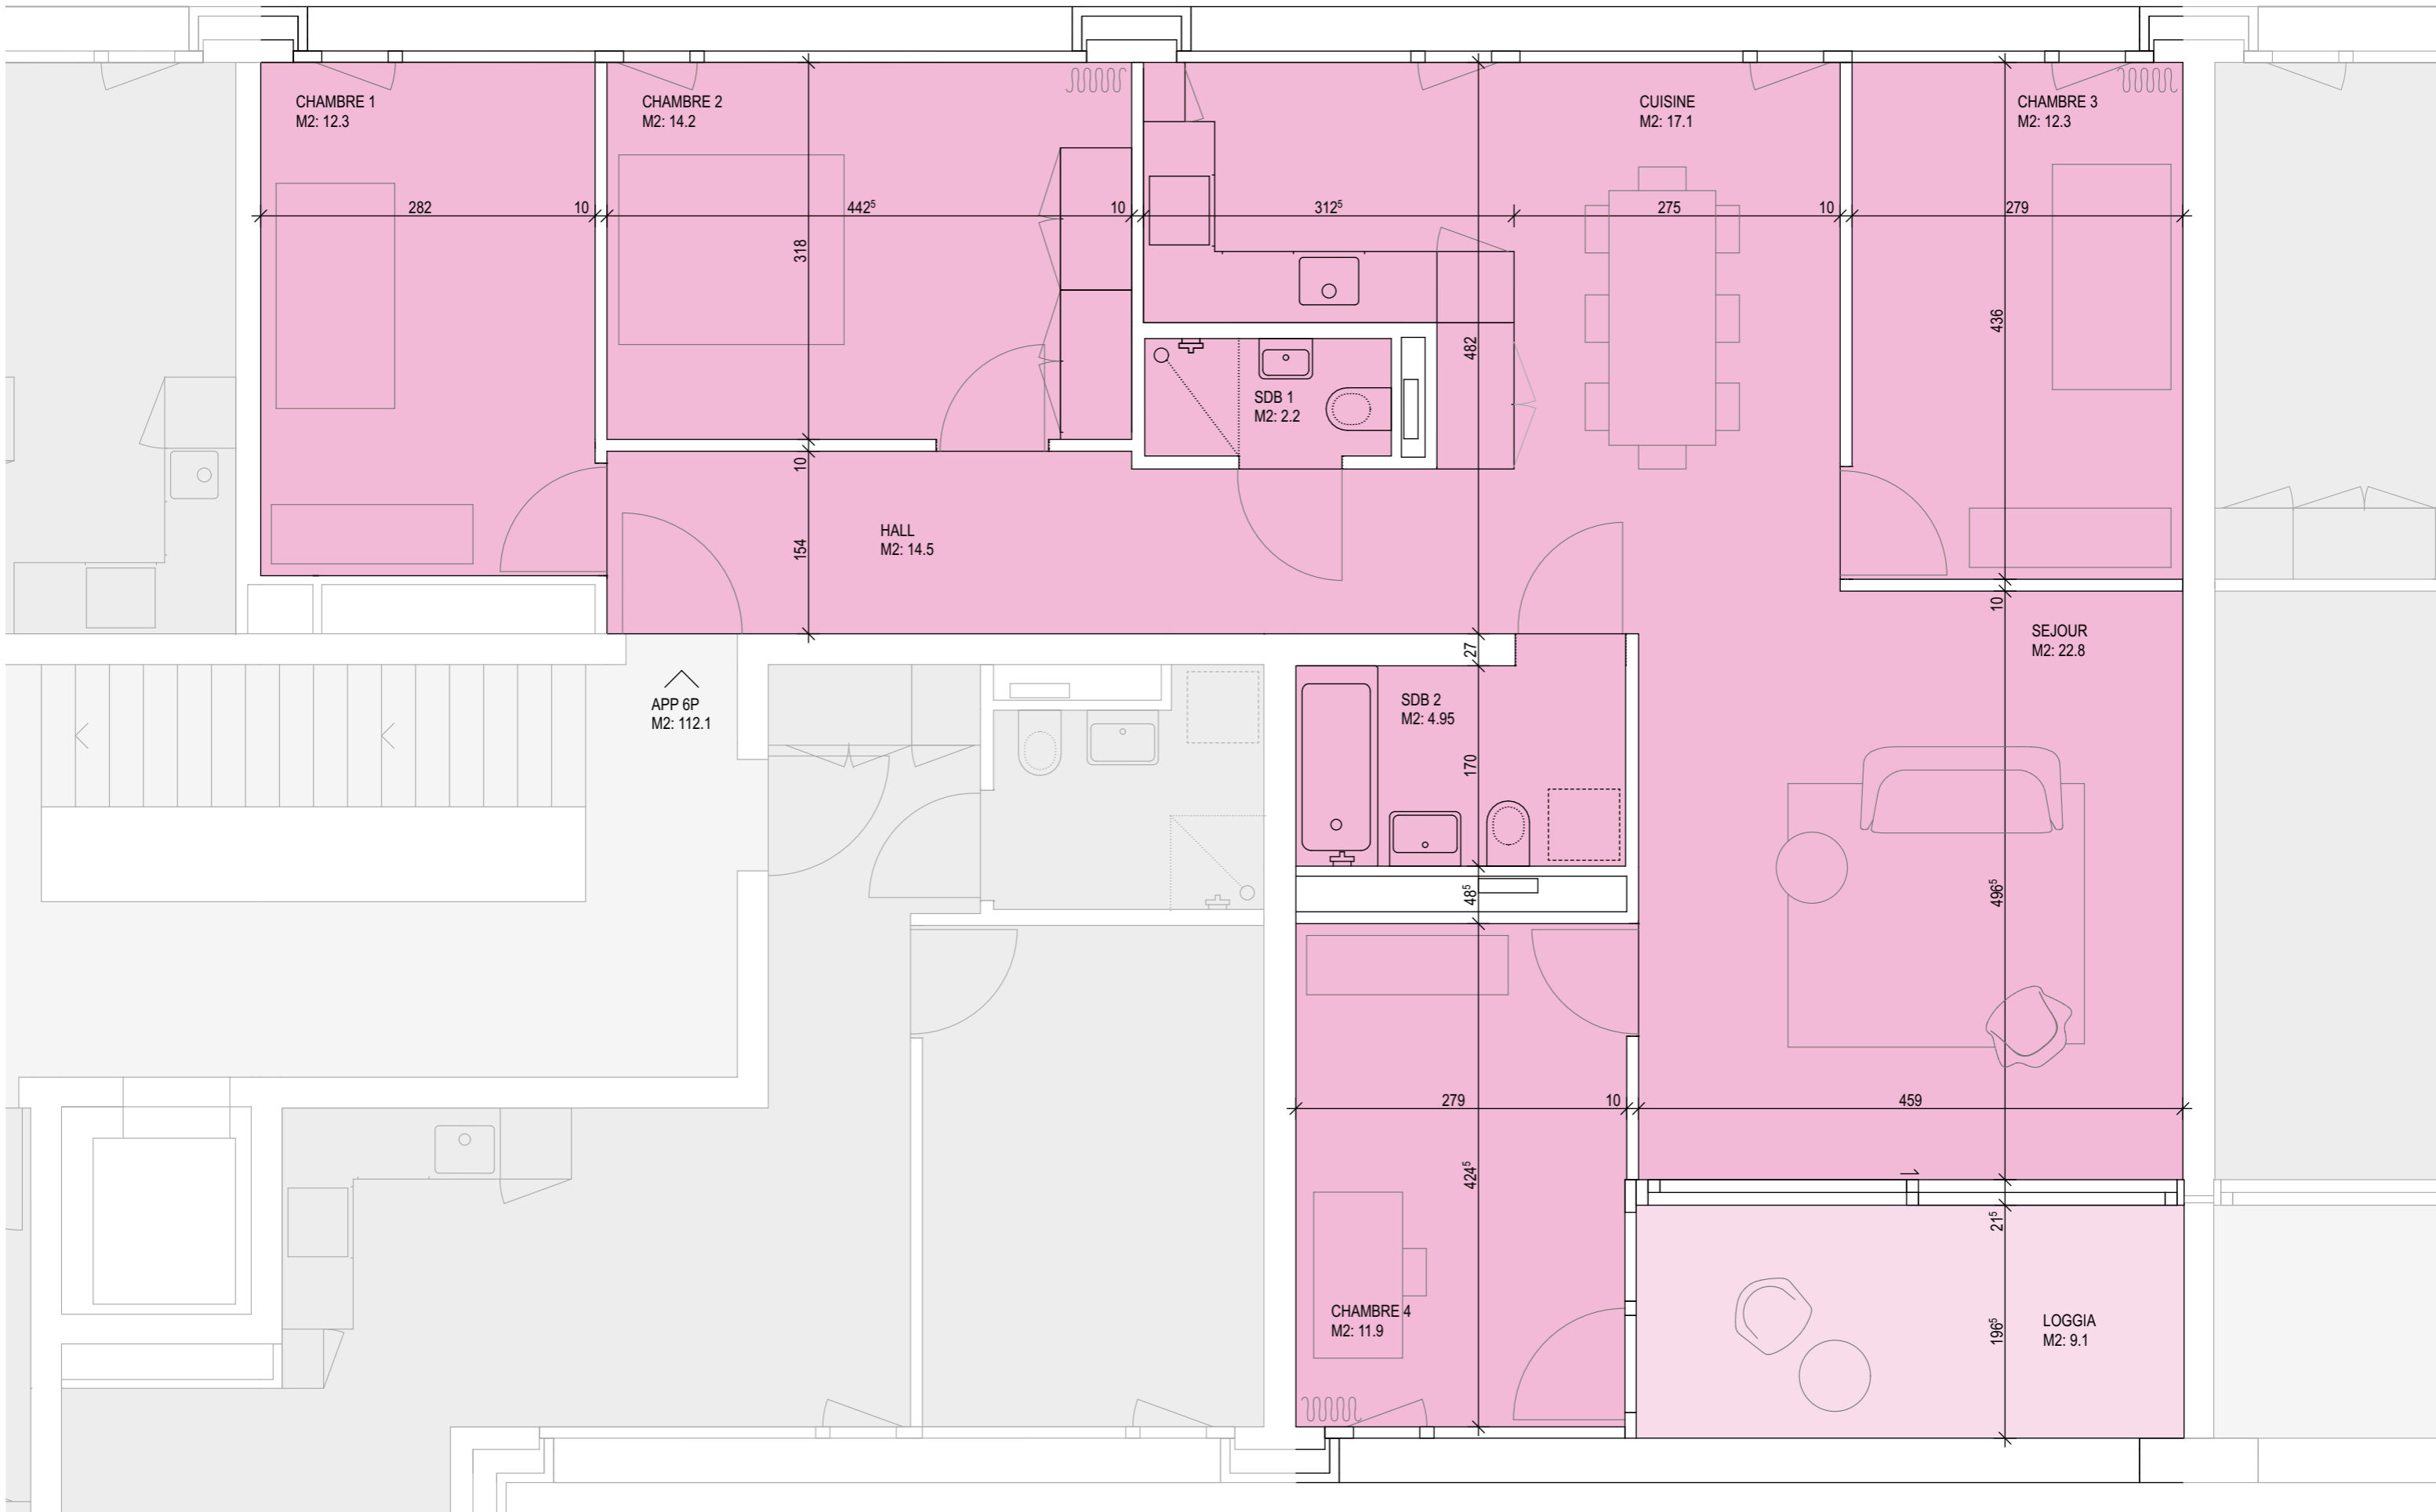 CHAMBRE 1
M2: 12.3
CHAMBRE 2
M2: 14.2
CUISINE
M2: 17.1
CHAMBRE 3
M2: 12.3
282
10
442⁵
10
312⁵
275
10
279
318
482
436
SDB 1
M2: 2.2
10
154
HALL
M2: 14.5
10
27
SEJOUR
M2: 22.8
APP 6P
M2: 112.1
SDB 2
M2: 4.95
170
48⁵
496⁵
279
10
459
424⁵
21⁵
196⁵
CHAMBRE 4
M2: 11.9
LOGGIA
M2: 9.1